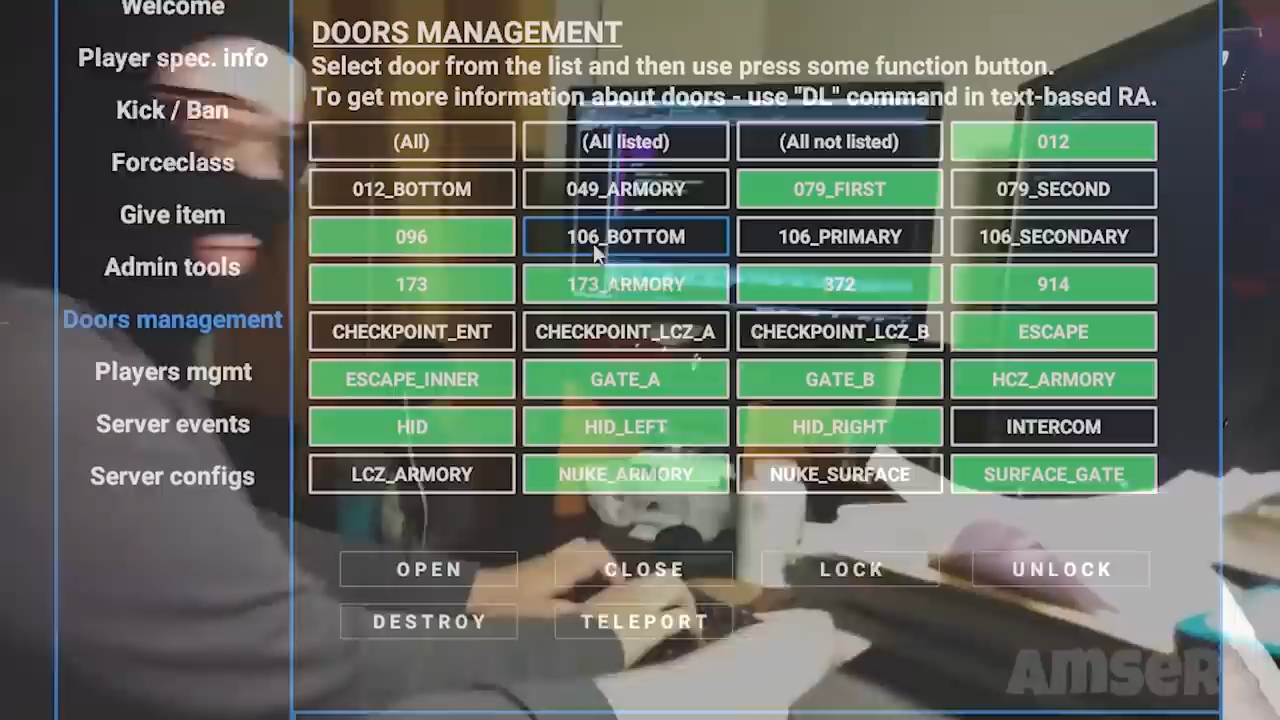 Welcome
Player spec. info
Kick / Ban
Forceclass
Give item
Admin tools
Doors management
Players mgmt
Server events
Server configs
DOORS MANAGEMENT
Select door from the list and then use press some function button.
To get more information about doors - use "DL" command in text-based RA.
(All) (All listed) (All not listed) 012
012_BOTTOM 049_ARMORY 079_FIRST 079_SECOND
096 106_BOTTOM 106_PRIMARY 106_SECONDARY
173 173_ARMORY 372 914
CHECKPOINT_ENT CHECKPOINT_LCZ_A CHECKPOINT_LCZ_B ESCAPE
ESCAPE_INNER GATE_A GATE_B HCZ_ARMORY
HID HID_LEFT HID_RIGHT INTERCOM
LCZ_ARMORY NUKE_ARMORY NUKE_SURFACE SURFACE_GATE
OPEN CLOSE LOCK UNLOCK
DESTROY TELEPORT
AMSER